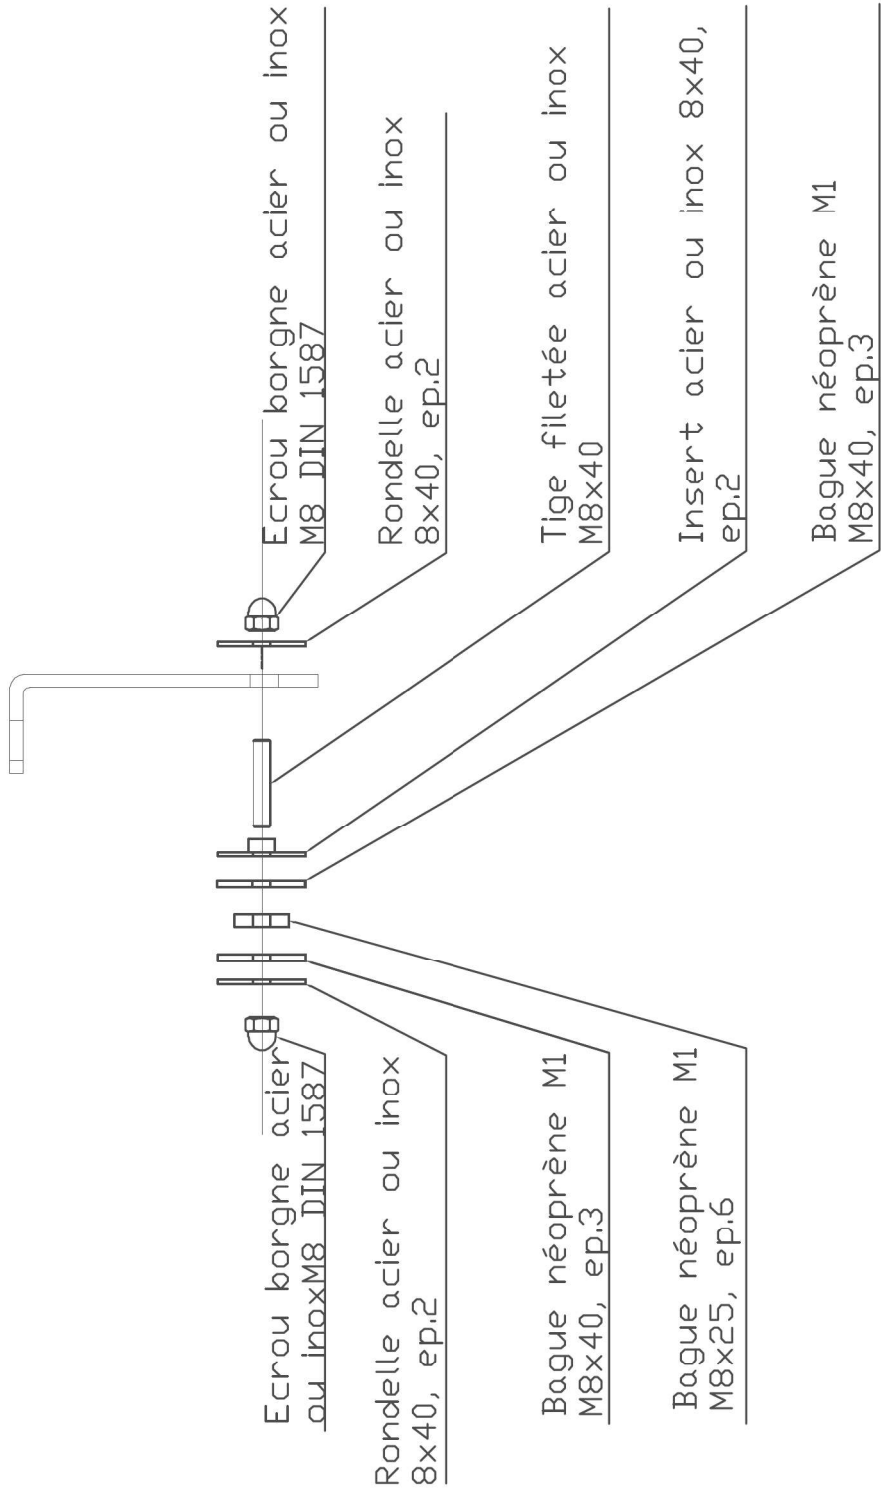 Ecrou borgne acier
ou inoxM8 DIN 1587
Rondelle acier ou inox
8x40, ep.2
Bague néoprène M1
M8x40, ep.3
Bague néoprène M1
M8x25, ep.6
Ecrou borgne acier ou inox
M8 DIN 1587
Rondelle acier ou inox
8x40, ep.2
Tige filetée acier ou inox
M8x40
Insert acier ou inox 8x40,
ep.2
Bague néoprène M1
M8x40, ep.3